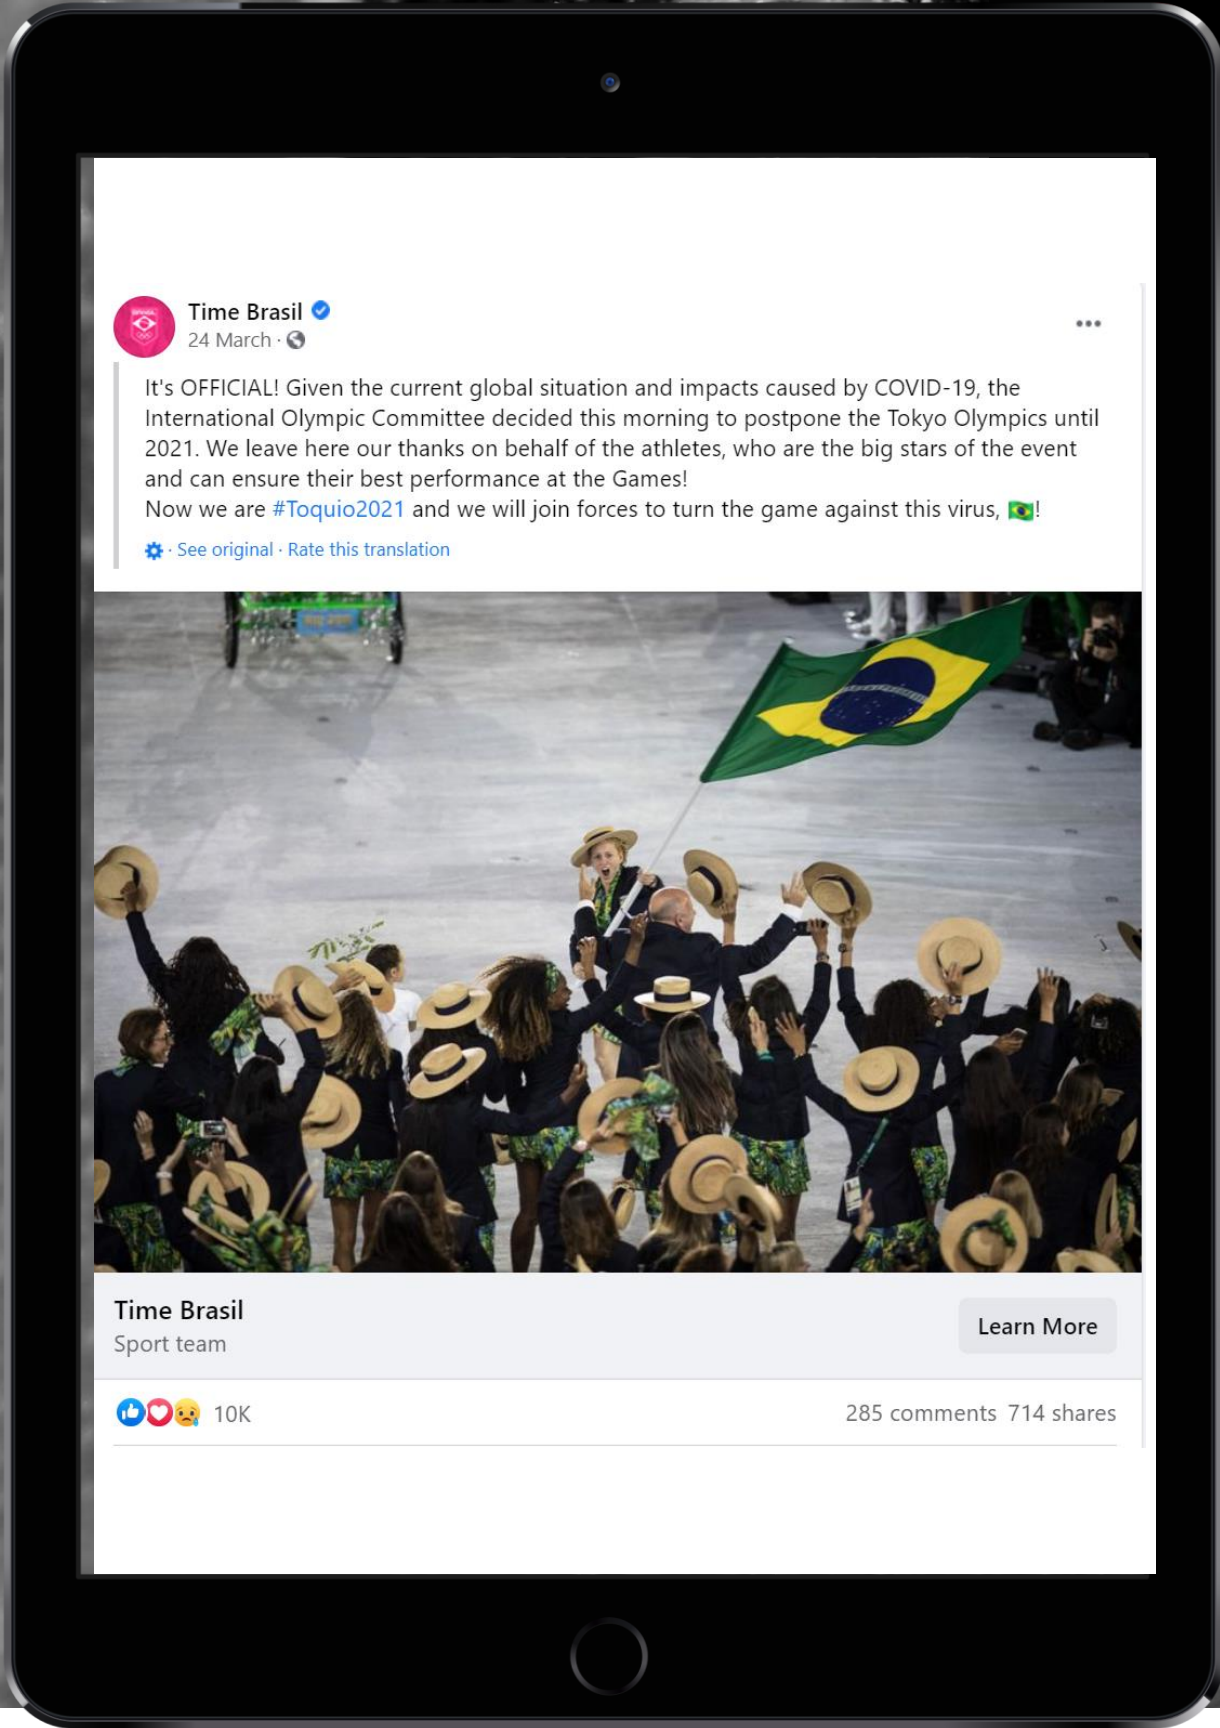 Time Brasil
24 March ·
It's OFFICIAL! Given the current global situation and impacts caused by COVID-19, the
International Olympic Committee decided this morning to postpone the Tokyo Olympics until
2021. We leave here our thanks on behalf of the athletes, who are the big stars of the event
and can ensure their best performance at the Games!
Now we are #Toquio2021 and we will join forces to turn the game against this virus, 🇧🇷!
· See original · Rate this translation
Time Brasil
Sport team
Learn More
10K
285 comments 714 shares